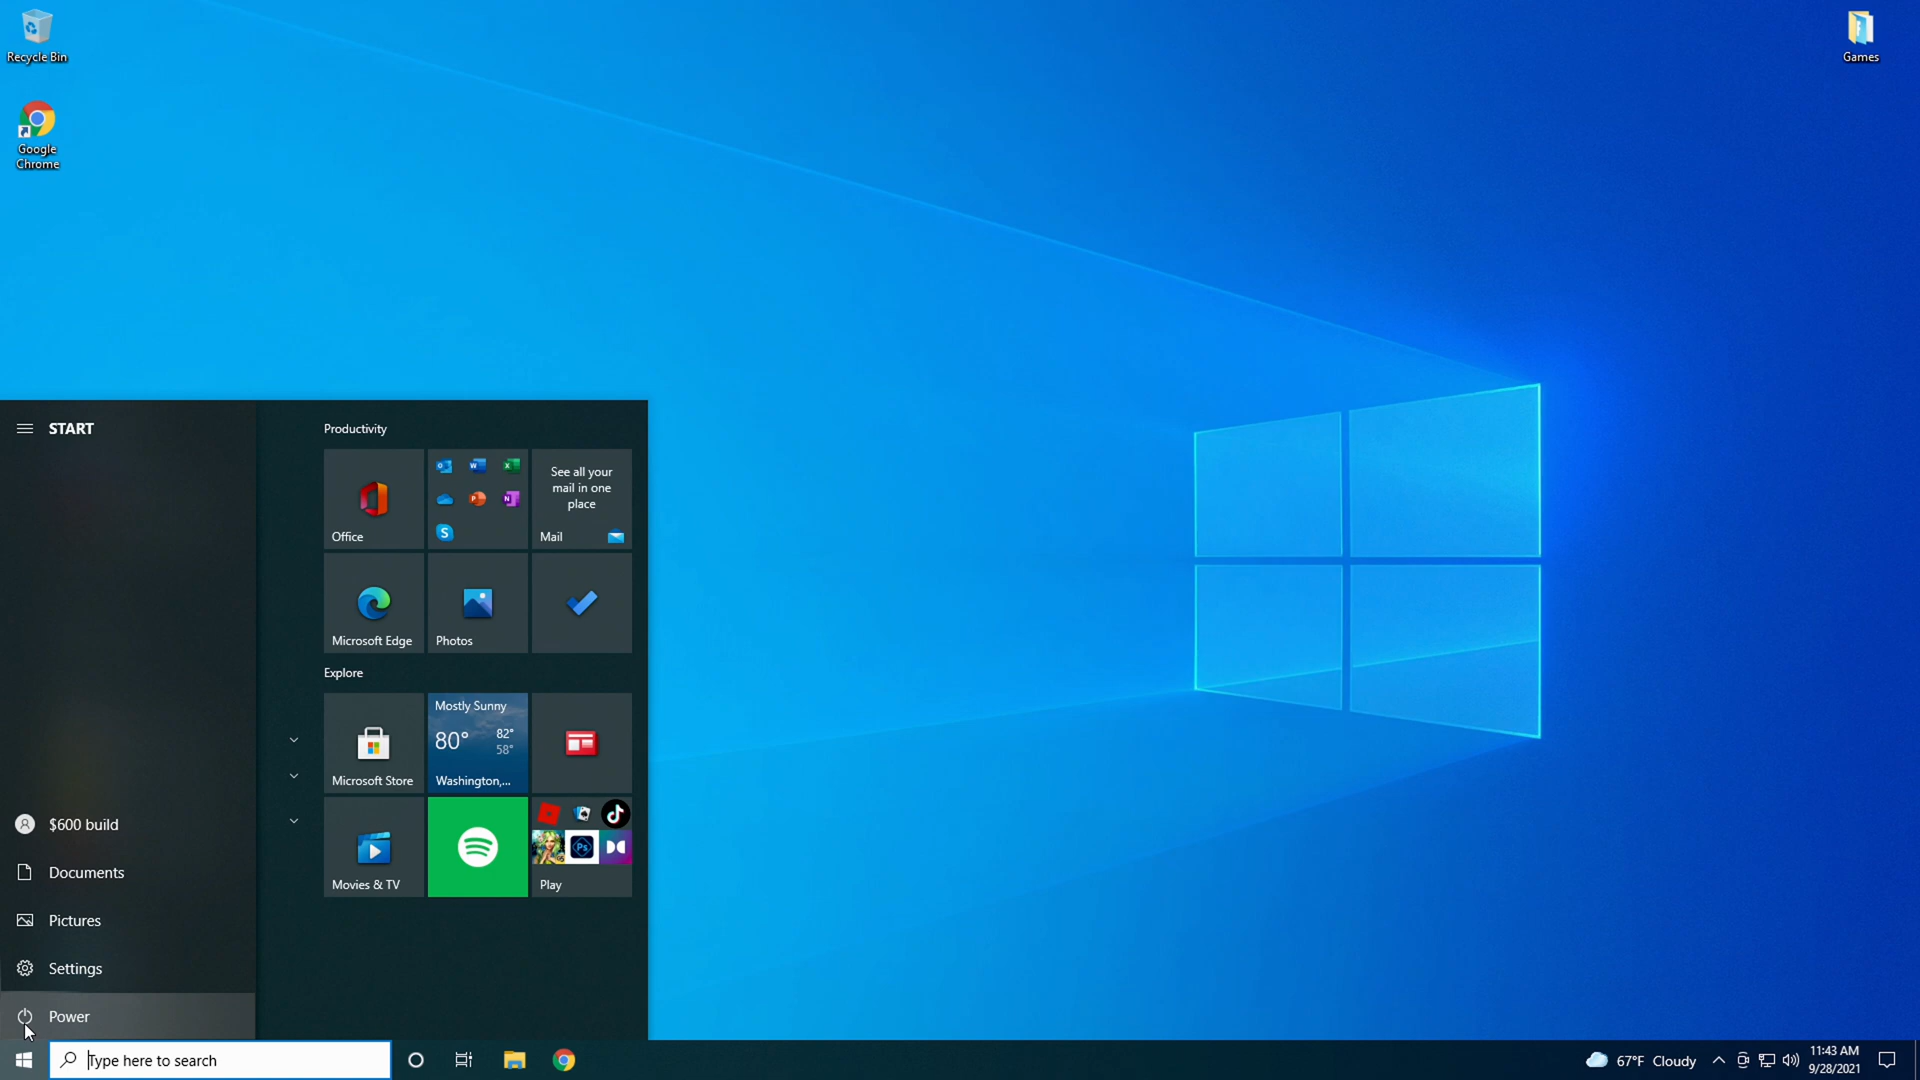 Recycle Bin
Google
Chrome
Games
START
$600 build
Documents
Pictures
Settings
Power
Productivity
Office
See all your
mail in one
place
Mail
Microsoft Edge
Photos
Explore
Microsoft Store
Mostly Sunny
80°
82°
58°
Washington,...
Movies & TV
Ps
Play
Type here to search
67°F Cloudy
11:43 AM
9/28/2021